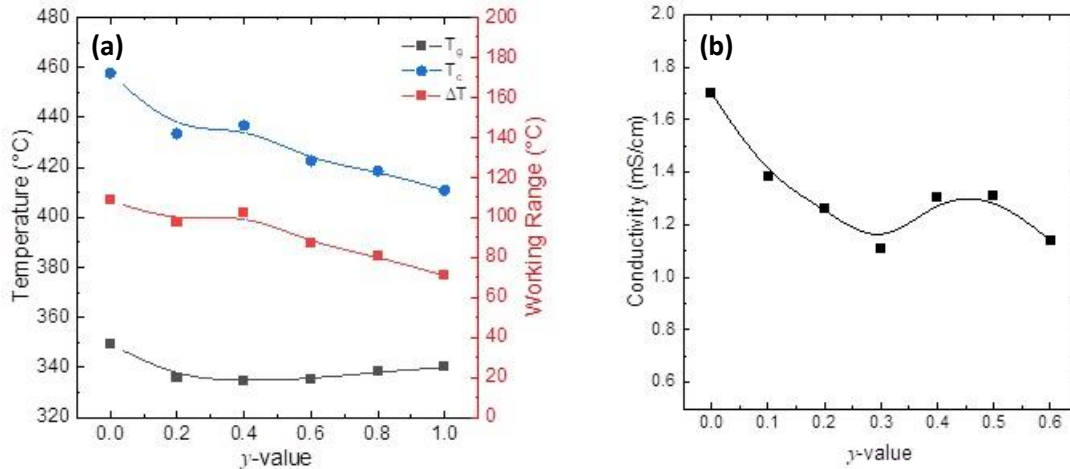 (a)
Tg
Tc
ΔT
Temperature (°C)
480
460
440
420
400
380
360
340
320
Working Range (°C)
200
180
160
140
120
100
80
60
40
20
0
0.0 0.2 0.4 0.6 0.8 1.0
y-value
(b)
Conductivity (mS/cm)
2.0
1.8
1.6
1.4
1.2
1.0
0.8
0.6
0.0 0.1 0.2 0.3 0.4 0.5 0.6
y-value